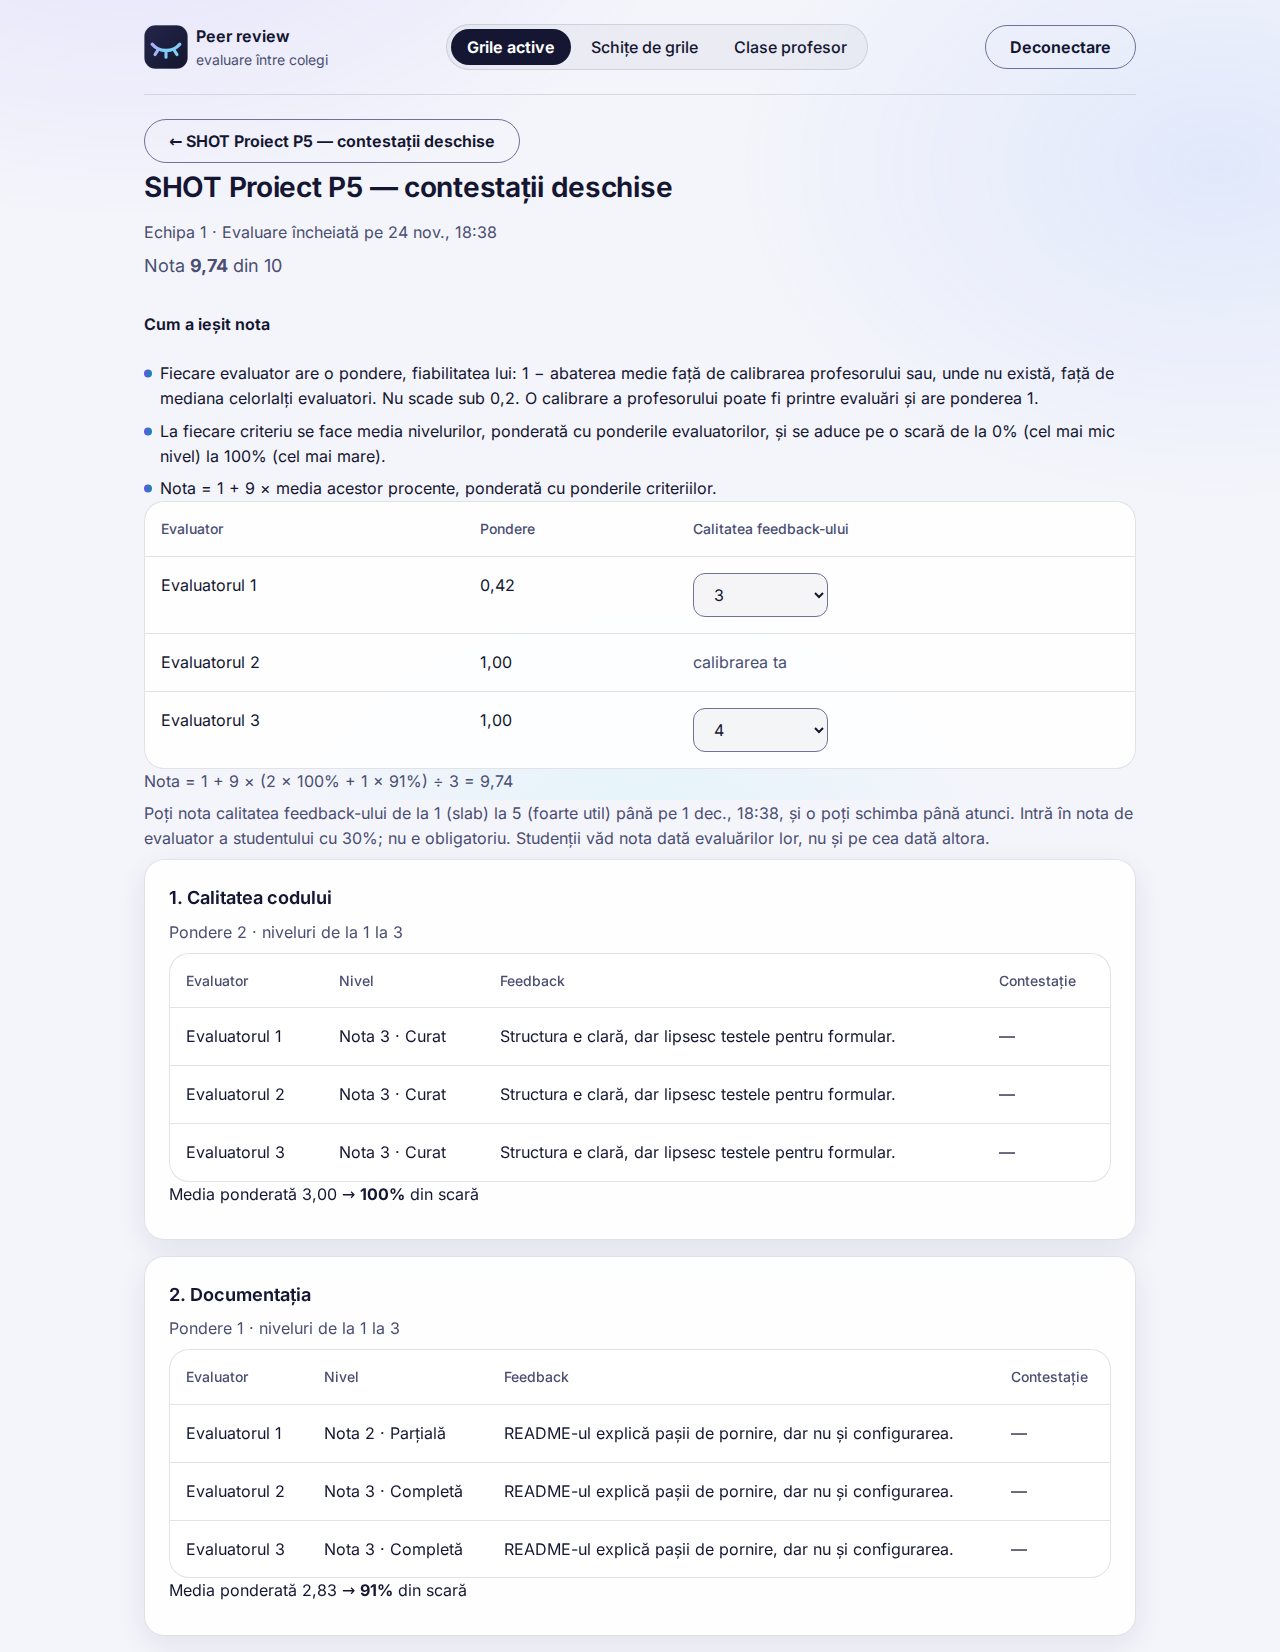 Peer review
evaluare între colegi
Grile active
Schițe de grile
Clase profesor
Deconectare
← SHOT Proiect P5 — contestații deschise
SHOT Proiect P5 — contestații deschise
Echipa 1 · Evaluare încheiată pe 24 nov., 18:38
Nota 9,74 din 10
Cum a ieșit nota
Fiecare evaluator are o pondere, fiabilitatea lui: 1 − abaterea medie față de calibrarea profesorului sau, unde nu există, față de
mediana celorlalți evaluatori. Nu scade sub 0,2. O calibrare a profesorului poate fi printre evaluări și are ponderea 1.
La fiecare criteriu se face media nivelurilor, ponderată cu ponderile evaluatorilor, și se aduce pe o scară de la 0% (cel mai mic
nivel) la 100% (cel mai mare).
Nota = 1 + 9 × media acestor procente, ponderată cu ponderile criteriilor.
Evaluator Pondere Calitatea feedback-ului
Evaluatorul 1 0,42 3
Evaluatorul 2 1,00 calibrarea ta
Evaluatorul 3 1,00 4
Nota = 1 + 9 × (2 × 100% + 1 × 91%) ÷ 3 = 9,74
Poți nota calitatea feedback-ului de la 1 (slab) la 5 (foarte util) până pe 1 dec., 18:38, și o poți schimba până atunci. Intră în nota de
evaluator a studentului cu 30%; nu e obligatoriu. Studenții văd nota dată evaluărilor lor, nu și pe cea dată altora.
1. Calitatea codului
Pondere 2 · niveluri de la 1 la 3
Evaluator Nivel Feedback Contestație
Evaluatorul 1 Nota 3 · Curat Structura e clară, dar lipsesc testele pentru formular. —
Evaluatorul 2 Nota 3 · Curat Structura e clară, dar lipsesc testele pentru formular. —
Evaluatorul 3 Nota 3 · Curat Structura e clară, dar lipsesc testele pentru formular. —
Media ponderată 3,00 → 100% din scară
2. Documentația
Pondere 1 · niveluri de la 1 la 3
Evaluator Nivel Feedback Contestație
Evaluatorul 1 Nota 2 · Parțială README-ul explică pașii de pornire, dar nu și configurarea. —
Evaluatorul 2 Nota 3 · Completă README-ul explică pașii de pornire, dar nu și configurarea. —
Evaluatorul 3 Nota 3 · Completă README-ul explică pașii de pornire, dar nu și configurarea. —
Media ponderată 2,83 → 91% din scară